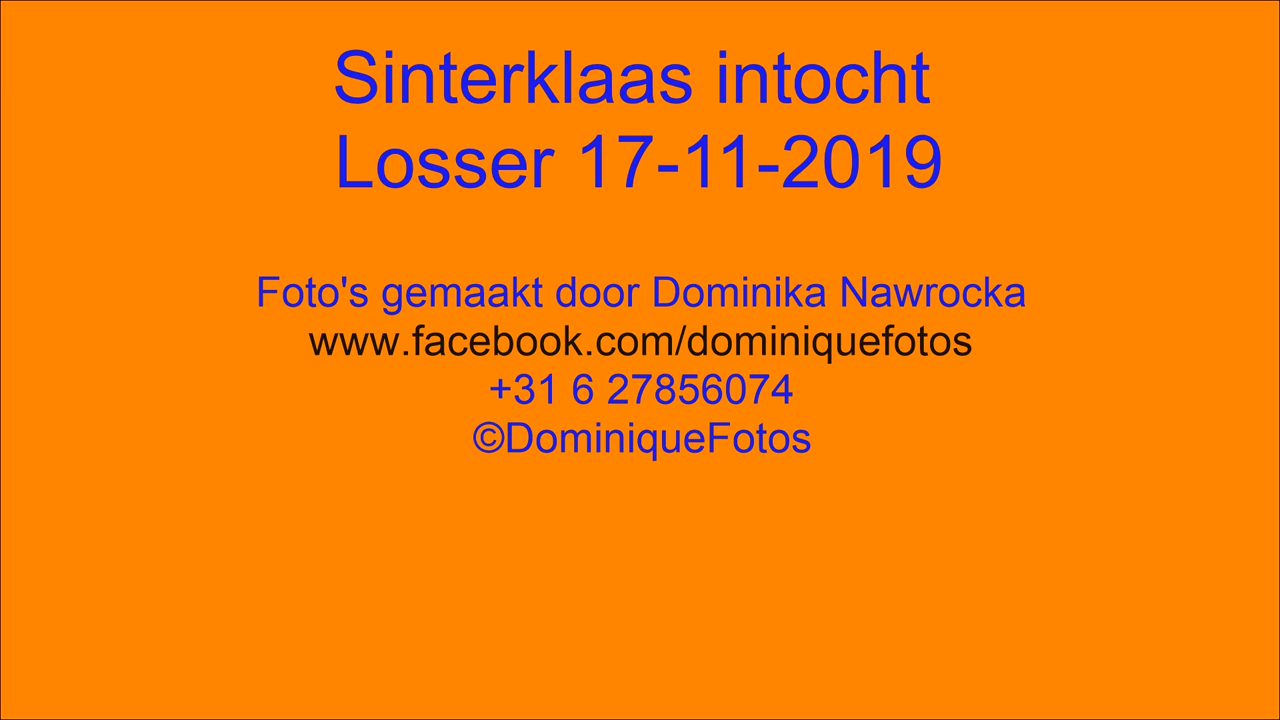 Sinterklaas intocht
Losser 17-11-2019
Foto's gemaakt door Dominika Nawrocka
www.facebook.com/dominiquefotos
+31 6 27856074
©DominiqueFotos